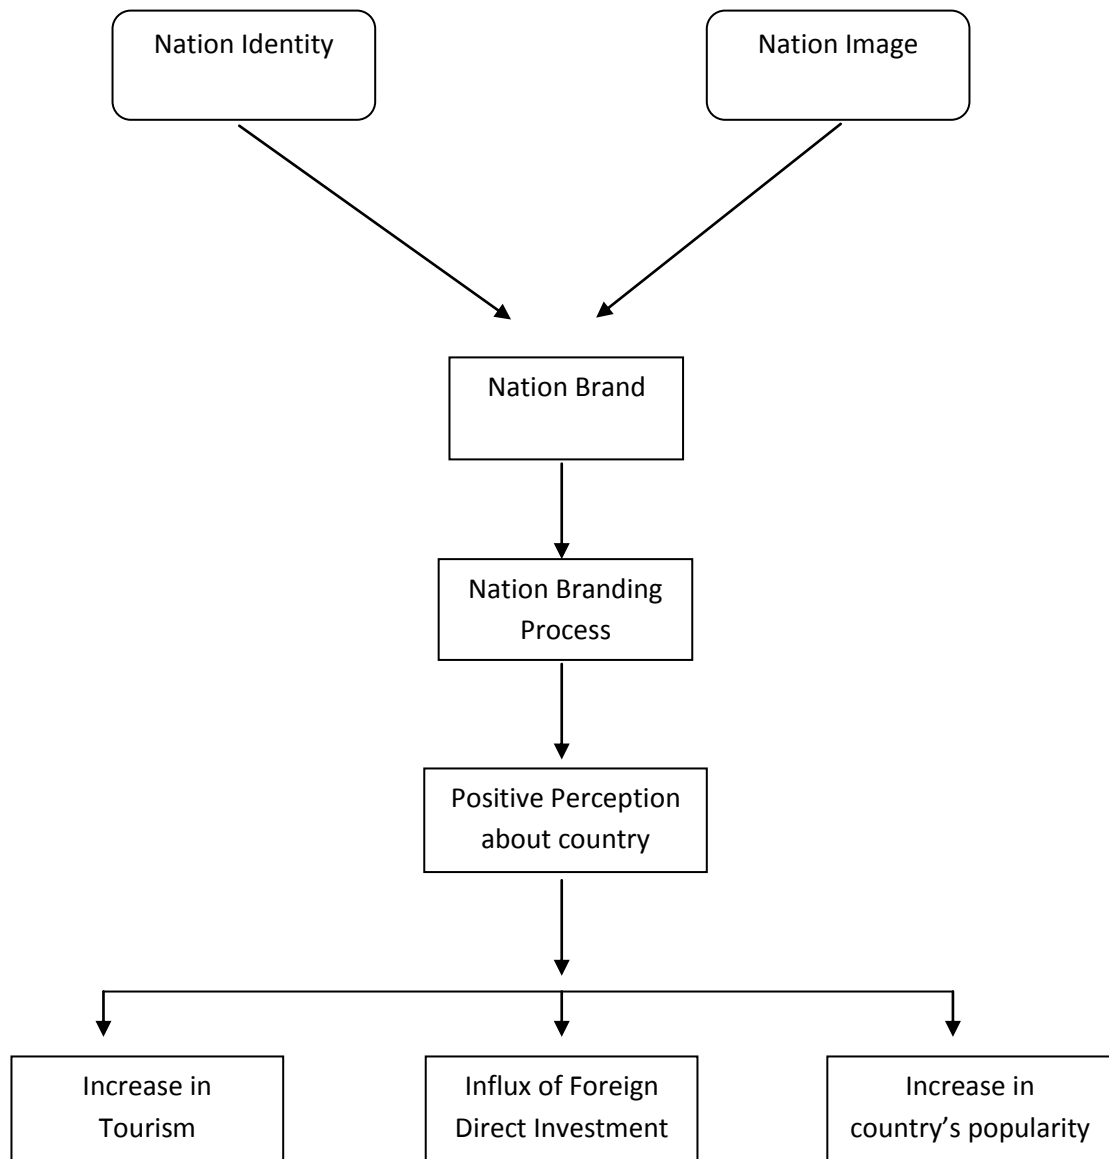 Nation Identity
Nation Image
Nation Brand
Nation Branding
Process
Positive Perception
about country
Increase in
Tourism
Influx of Foreign
Direct Investment
Increase in
country’s popularity